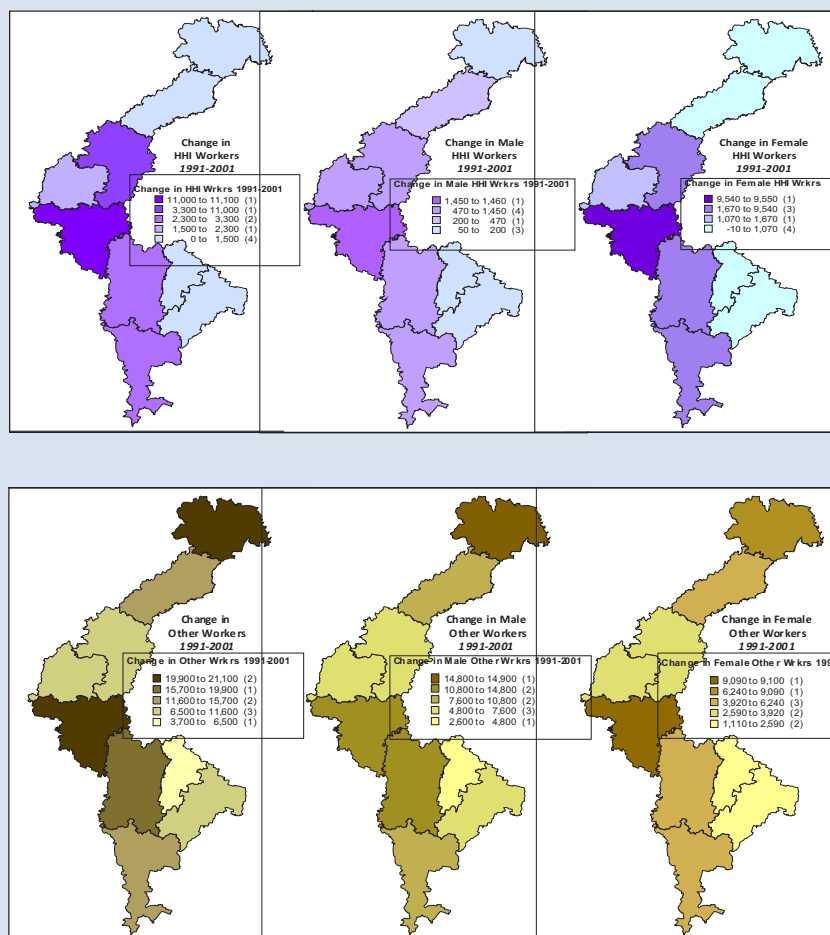 Change in
HHI Workers
1991-2001
Change in HHI Wrkrs 1991-2001
11,000 to 11,100 (1)
3,300 to 11,000 (1)
2,300 to 3,300 (2)
1,500 to 2,300 (1)
0 to 1,500 (4)
Change in Male
HHI Workers
1991-2001
Change in Male HHI Wrkrs 1991-2001
1,450 to 1,460 (1)
470 to 1,450 (4)
200 to 470 (1)
50 to 200 (3)
Change in Female
HHI Workers
1991-2001
Change in Female HHI Wrkrs
9,540 to 9,550 (1)
1,670 to 9,540 (3)
1,070 to 1,670 (1)
-10 to 1,070 (4)
Change in
Other Workers
1991-2001
Change in Other Wrkrs 1991-2001
19,900 to 21,100 (2)
15,700 to 19,900 (1)
11,600 to 15,700 (2)
6,500 to 11,600 (3)
3,700 to 6,500 (1)
Change in Male
Other Workers
1991-2001
Change in Male Other Wrkrs 1991-2001
14,800 to 14,900 (1)
10,800 to 14,800 (2)
7,600 to 10,800 (2)
4,800 to 7,600 (3)
2,600 to 4,800 (1)
Change in Female
Other Workers
1991-2001
Change in Female Other Wrkrs 199
9,090 to 9,100 (1)
6,240 to 9,090 (1)
3,920 to 6,240 (3)
2,590 to 3,920 (2)
1,110 to 2,590 (2)